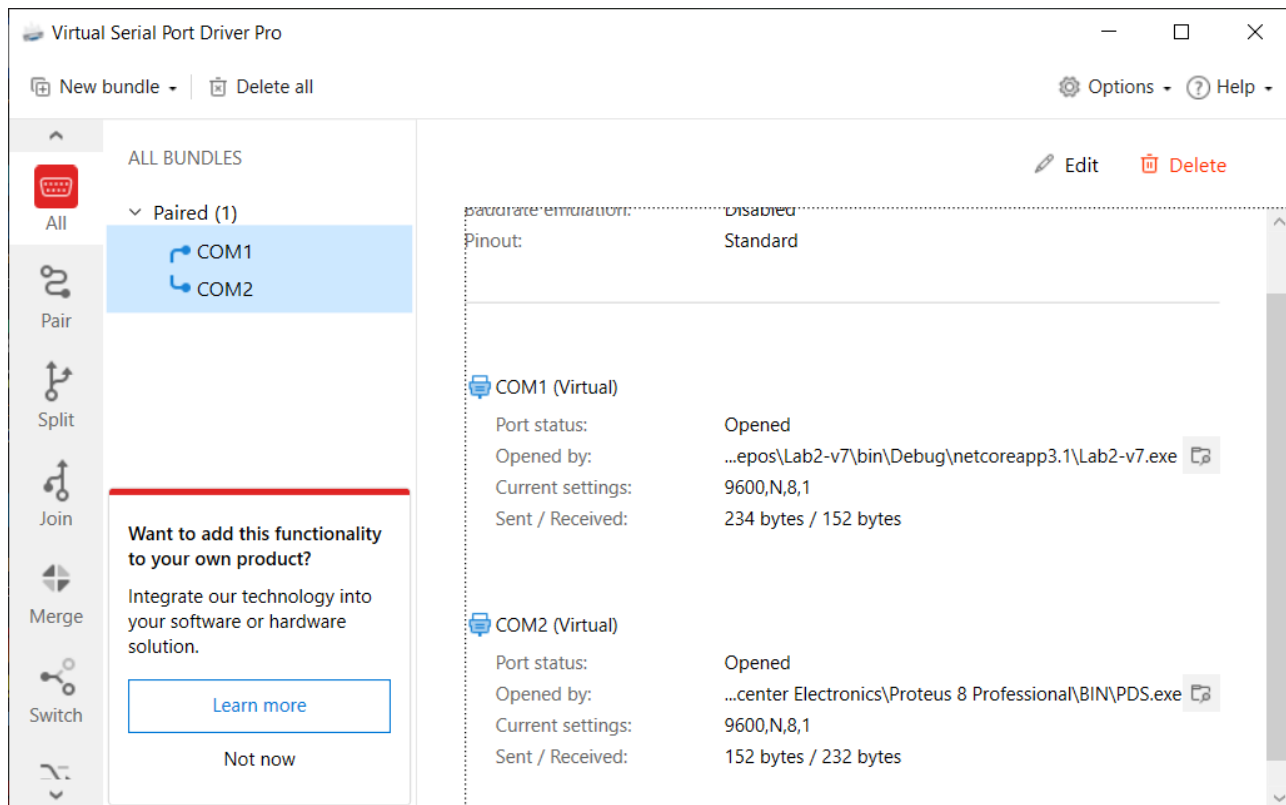 Virtual Serial Port Driver Pro
New bundle Delete all Options ? Help
All
Pair
Split
Join
Merge
Switch
ALL BUNDLES
Paired (1)
COM1
COM2
Want to add this functionality
to your own product?
Integrate our technology into
your software or hardware
solution.
Learn more
Not now
Edit Delete
Baudrate emulation: Disabled
Pinout: Standard
COM1 (Virtual)
Port status: Opened
Opened by: ...epos\Lab2-v7\bin\Debug\netcoreapp3.1\Lab2-v7.exe
Current settings: 9600,N,8,1
Sent / Received: 234 bytes / 152 bytes
COM2 (Virtual)
Port status: Opened
Opened by: ...center Electronics\Proteus 8 Professional\BIN\PDS.exe
Current settings: 9600,N,8,1
Sent / Received: 152 bytes / 232 bytes